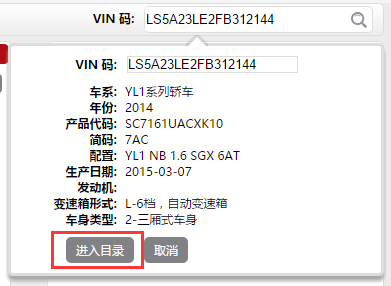 VIN 码: LS5A23LE2FB312144
VIN 码: LS5A23LE2FB312144
车系: YL1系列轿车
年份: 2014
产品代码: SC7161UACXK10
简码: 7AC
配置: YL1 NB 1.6 SGX 6AT
生产日期: 2015-03-07
发动机:
变速箱形式: L-6档，自动变速箱
车身类型: 2-三厢式车身
进入目录 取消